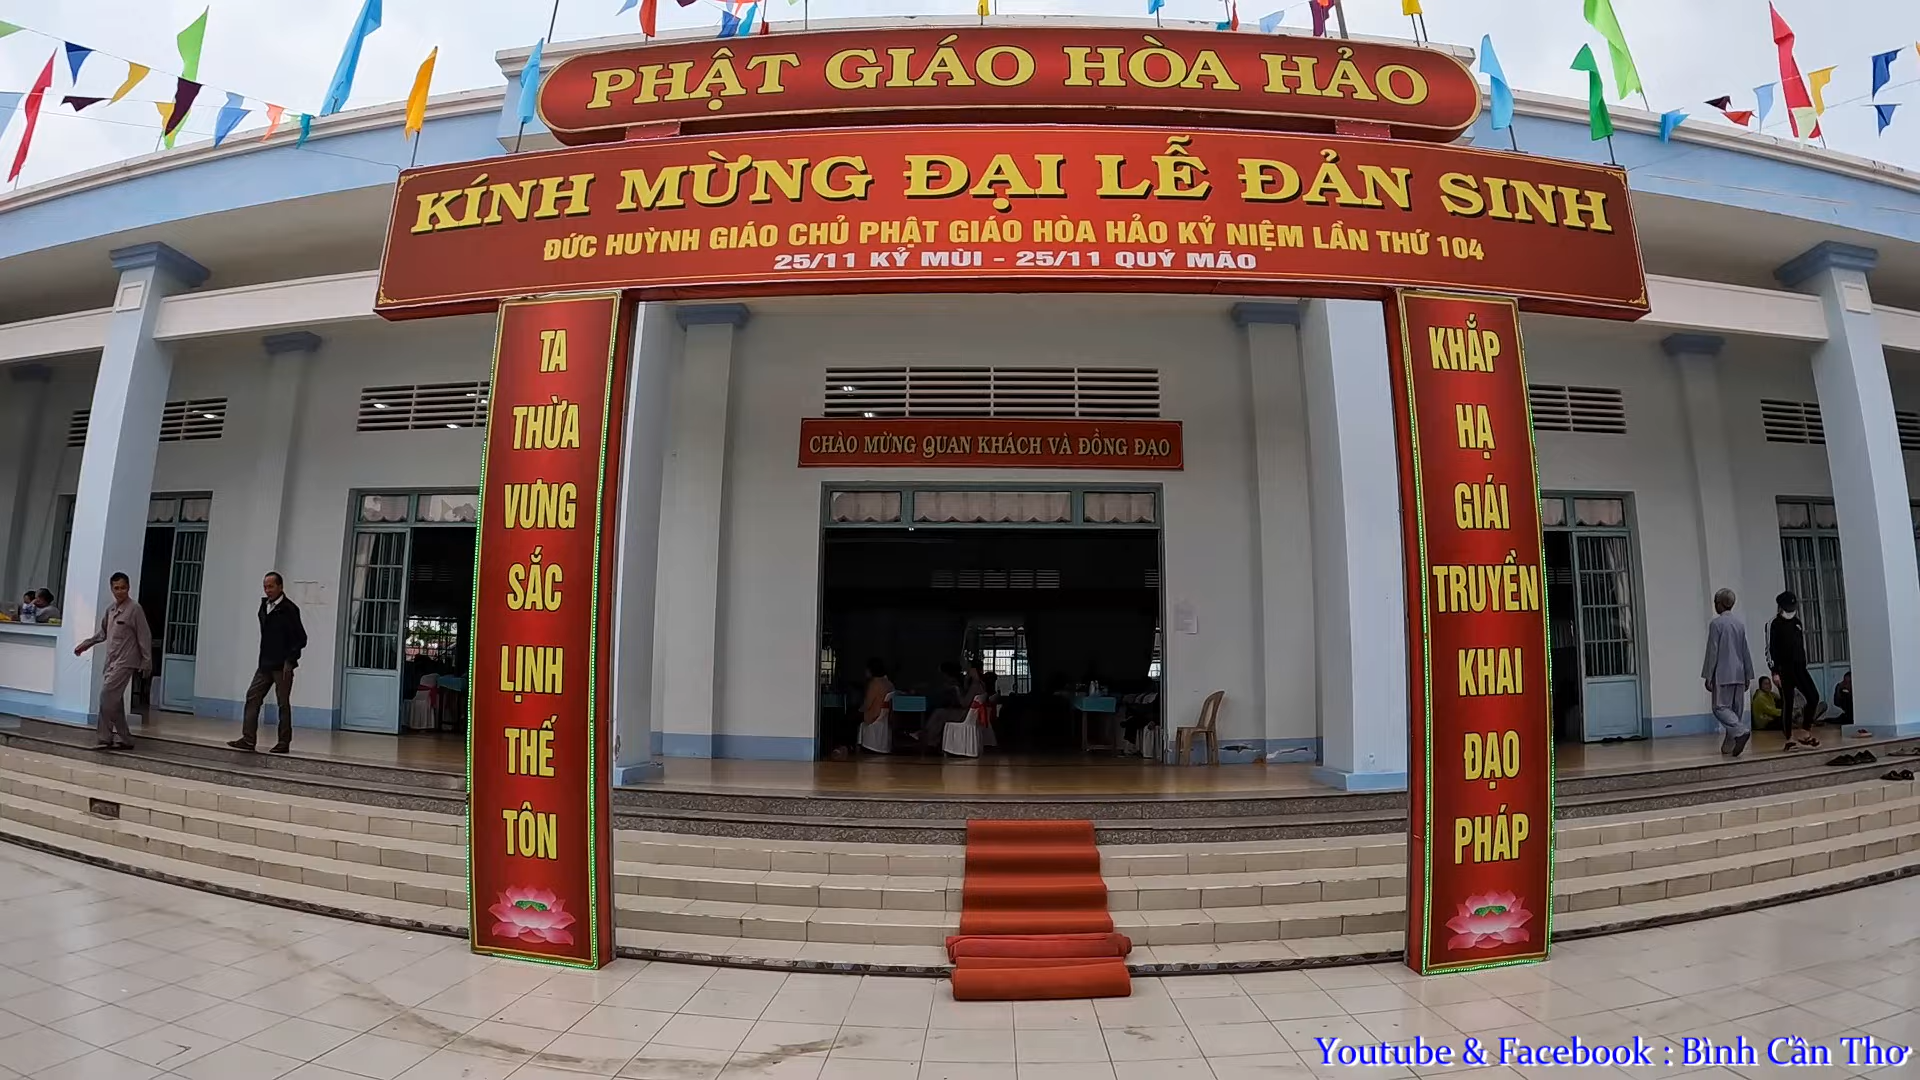 PHẬT GIÁO HÒA HẢO
KÍNH MỪNG ĐẠI LỄ ĐẢN SINH
ĐỨC HUỲNH GIÁO CHỦ PHẬT GIÁO HÒA HẢO KỶ NIỆM LẦN THỨ 104
25/11 KỶ MÙI - 25/11 QUÝ MÃO
TA
THỪA
VƯNG
SẮC
LỊNH
THẾ
TÔN
CHÀO MỪNG QUAN KHÁCH VÀ ĐỒNG ĐẠO
KHẮP
HẠ
GIÁI
TRUYỀN
KHAI
ĐẠO
PHÁP
Youtube & Facebook : Bình Cần Thơ